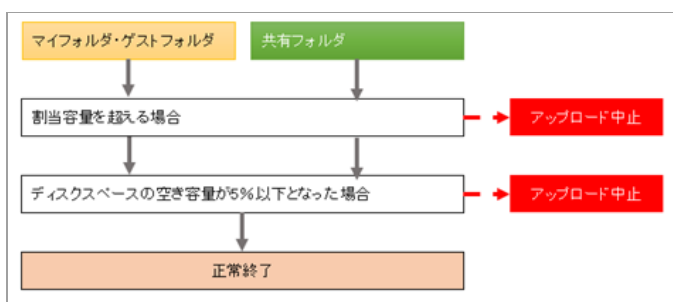 マイフォルダ・ゲストフォルダ
共有フォルダ
割当容量を超える場合
アップロード中止
ディスクスペースの空き容量が5%以下となった場合
アップロード中止
正常終了